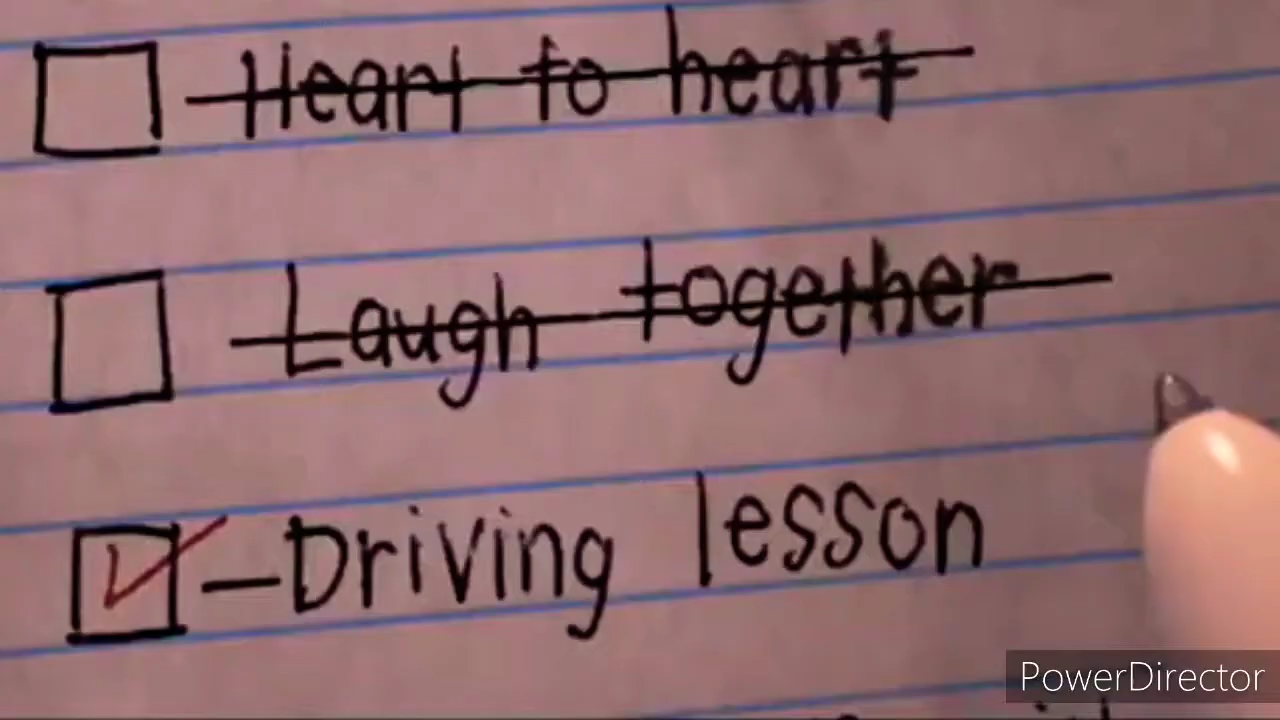 Heart to heart
Laugh together
-Driving lesson
PowerDirector